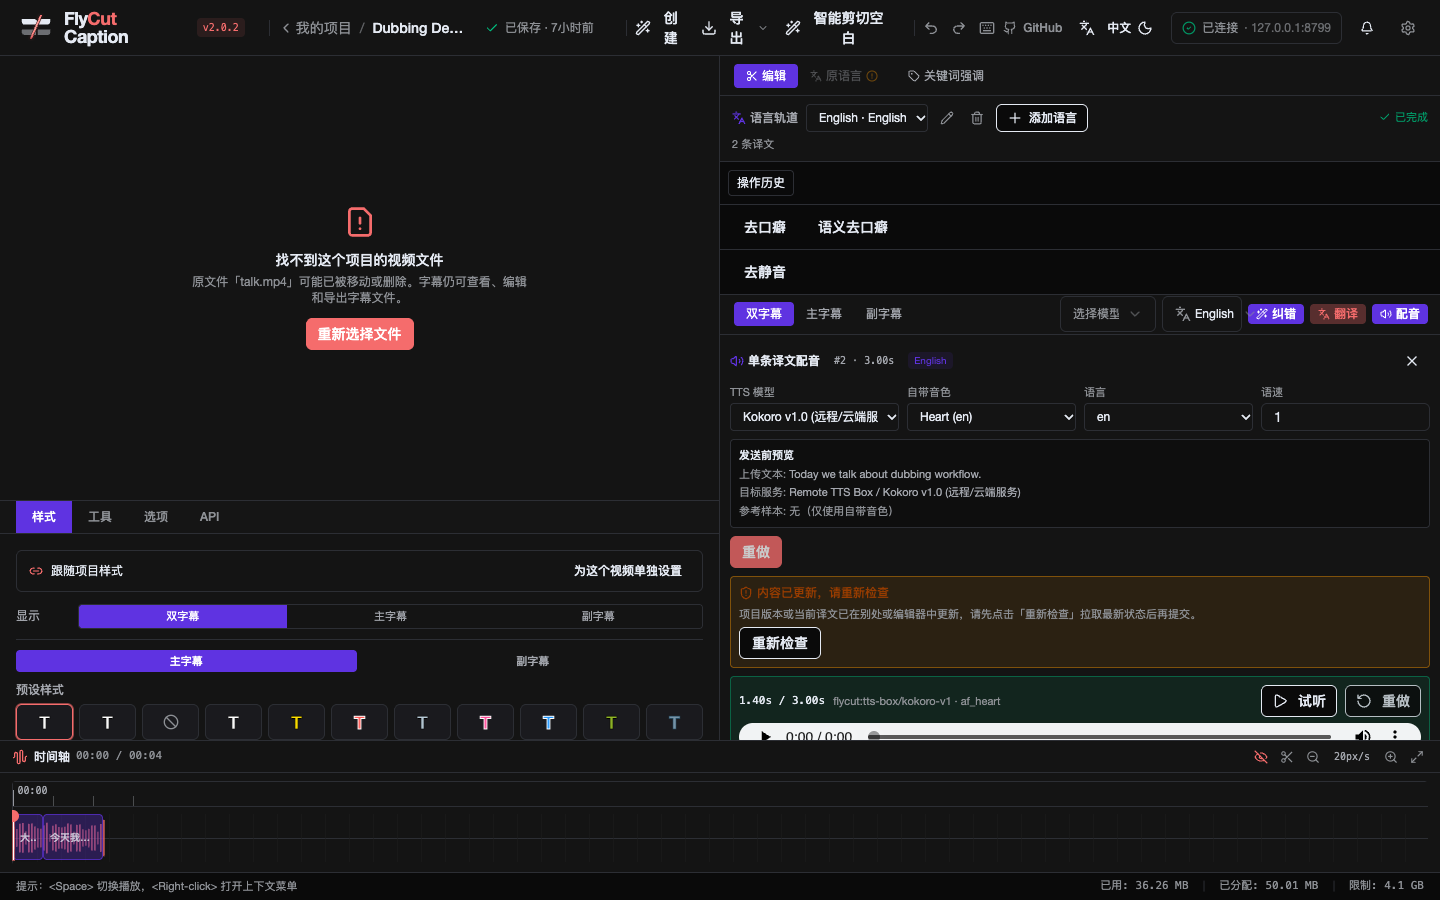 FlyCut Caption
v2.0.2
我的项目 / Dubbing De...
已保存 · 7小时前
创建
导出
智能剪切空白
GitHub
中文
已连接 · 127.0.0.1:8799
找不到这个项目的视频文件
原文件「talk.mp4」可能已被移动或删除。字幕仍可查看、编辑
和导出字幕文件。
重新选择文件
样式
工具
选项
API
跟随项目样式
为这个视频单独设置
显示
双字幕
主字幕
副字幕
主字幕
副字幕
预设样式
T T T T T T T T T T
编辑
原语言
关键词强调
语言轨道
English · English
添加语言
已完成
2 条译文
操作历史
去口癖
语义去口癖
去静音
双字幕
主字幕
副字幕
选择模型
English
纠错
翻译
配音
单条译文配音
#2 · 3.00s
English
TTS 模型
自带音色
语言
语速
Kokoro v1.0 (远程/云端服
Heart (en)
en
1
发送前预览
上传文本: Today we talk about dubbing workflow.
目标服务: Remote TTS Box / Kokoro v1.0 (远程/云端服务)
参考样本: 无（仅使用自带音色）
重做
内容已更新，请重新检查
项目版本或当前译文已在别处或编辑器中更新，请先点击「重新检查」拉取最新状态后再提交。
重新检查
1.40s / 3.00s
flycut:tts-box/kokoro-v1 · af_heart
试听
重做
0:00 / 0:00
时间轴
00:00 / 00:04
20px/s
00:00
大...
今天我...
提示: <Space> 切换播放, <Right-click> 打开上下文菜单
已用: 36.26 MB
已分配: 50.01 MB
限制: 4.1 GB